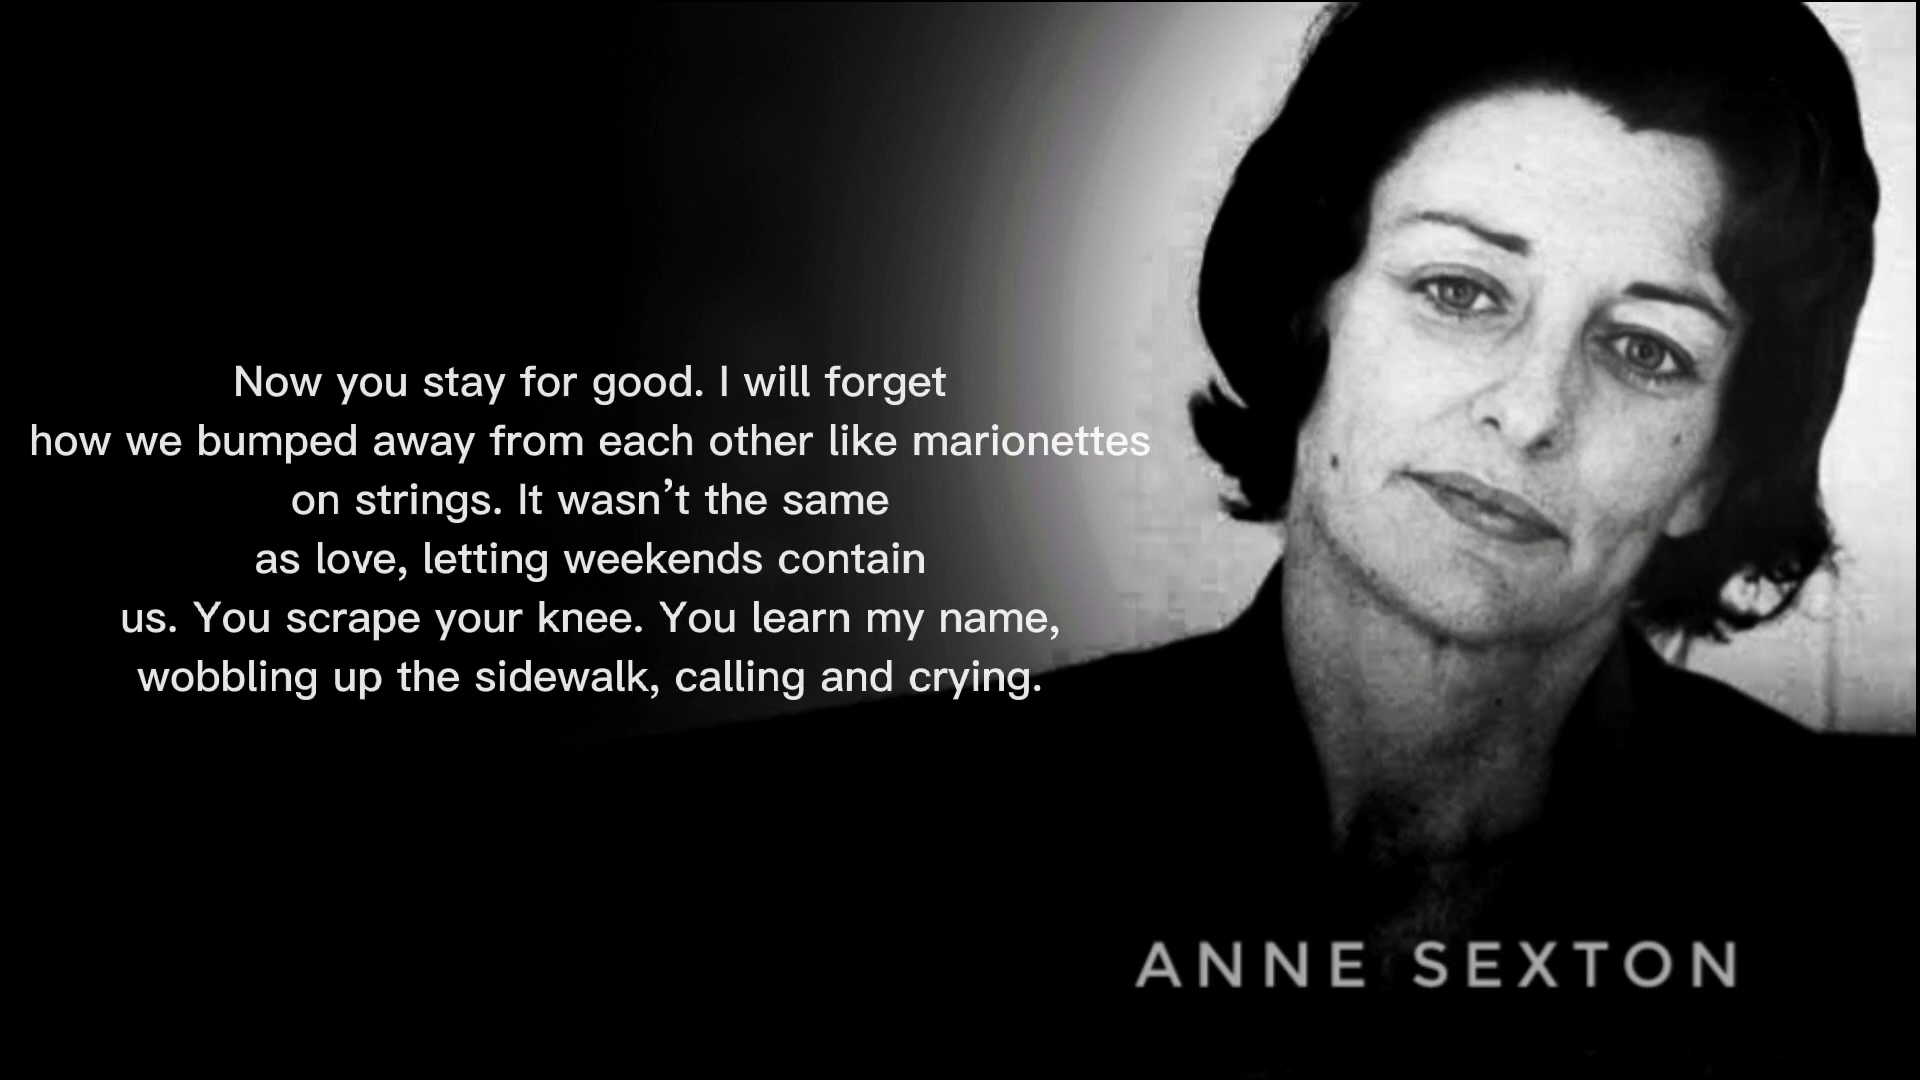 Now you stay for good. I will forget
how we bumped away from each other like marionettes
on strings. It wasn’t the same
as love, letting weekends contain
us. You scrape your knee. You learn my name,
wobbling up the sidewalk, calling and crying.
ANNE SEXTON